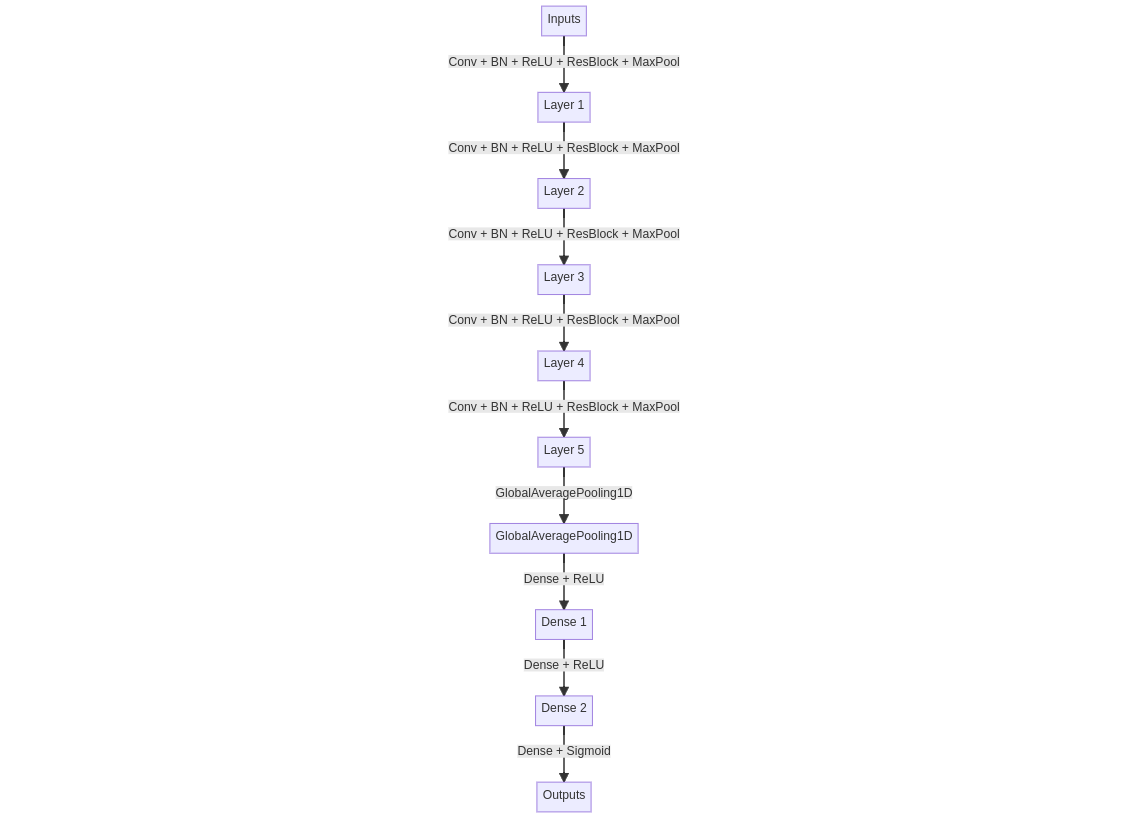 Inputs
Conv + BN + ReLU + ResBlock + MaxPool
Layer 1
Conv + BN + ReLU + ResBlock + MaxPool
Layer 2
Conv + BN + ReLU + ResBlock + MaxPool
Layer 3
Conv + BN + ReLU + ResBlock + MaxPool
Layer 4
Conv + BN + ReLU + ResBlock + MaxPool
Layer 5
GlobalAveragePooling1D
GlobalAveragePooling1D
Dense + ReLU
Dense 1
Dense + ReLU
Dense 2
Dense + Sigmoid
Outputs